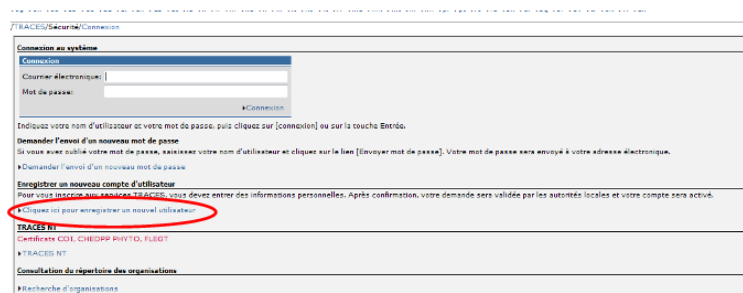 /TRACES/Sécurité/Connexion
Connexion au système
Connexion
Courrier électronique:
Mot de passe:
Connexion
Indiquez votre nom d'utilisateur et votre mot de passe, puis cliquez sur [connexion] ou sur la touche Entrée.
Demander l'envoi d'un nouveau mot de passe
Si vous avez oublié votre mot de passe, saisissez votre nom d'utilisateur et cliquez sur le lien [Envoyer mot de passe]. Votre mot de passe sera envoyé à votre adresse électronique.
Demander l'envoi d'un nouveau mot de passe
Enregistrer un nouveau compte d'utilisateur
Pour vous inscrire aux services TRACES, vous devez entrer des informations personnelles. Après confirmation, votre demande sera validée par les autorités locales et votre compte sera activé.
Cliquez ici pour enregistrer un nouvel utilisateur
TRACES NT
Certificats COI, CHEDPP PHYTO, FLEGT
TRACES NT
Consultation du répertoire des organisations
Recherche d'organisations